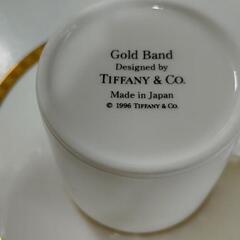 Gold Band
Designed by
TIFFANY & CO.
Made in Japan
© 1996 TIFFANY & CO.